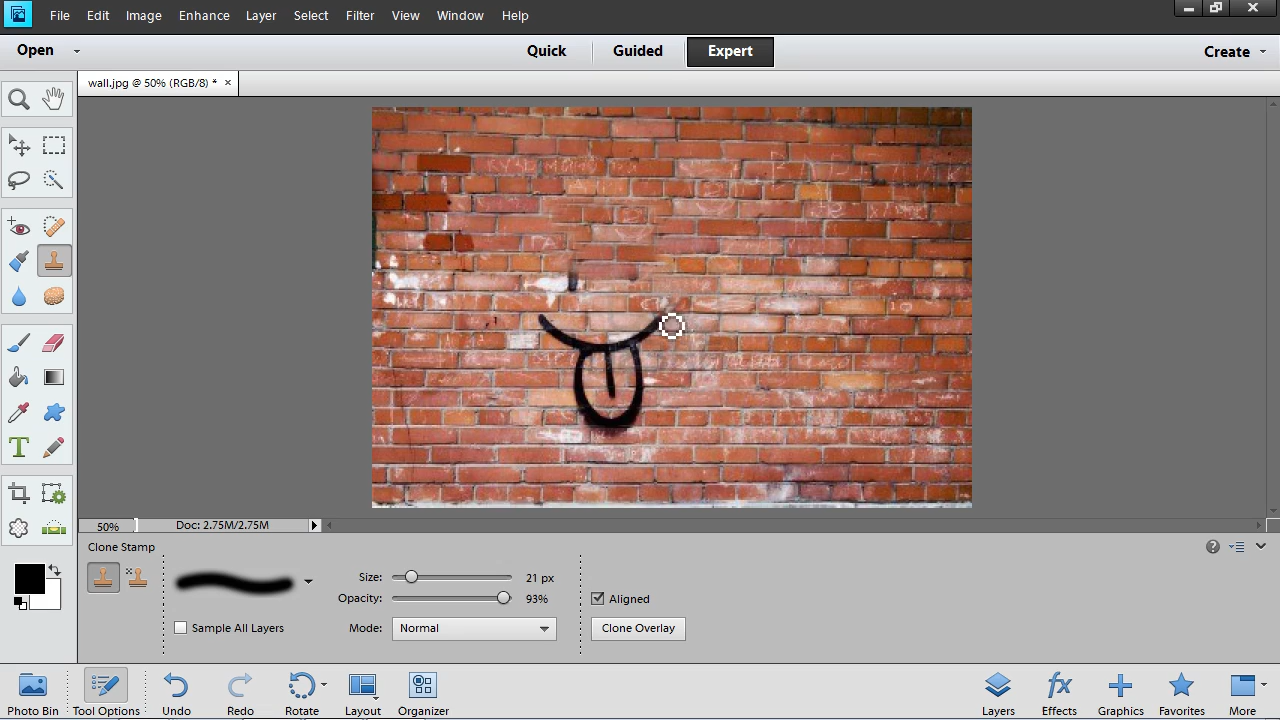 File Edit Image Enhance Layer Select Filter View Window Help
Open Quick Guided Expert Create
wall.jpg @ 50% (RGB/8) * ×
50% Doc: 2.75M/2.75M
Clone Stamp
Size: 21 px
Opacity: 93% Aligned
Sample All Layers Mode: Normal Clone Overlay
Photo Bin Tool Options Undo Redo Rotate Layout Organizer Layers Effects Graphics Favorites More